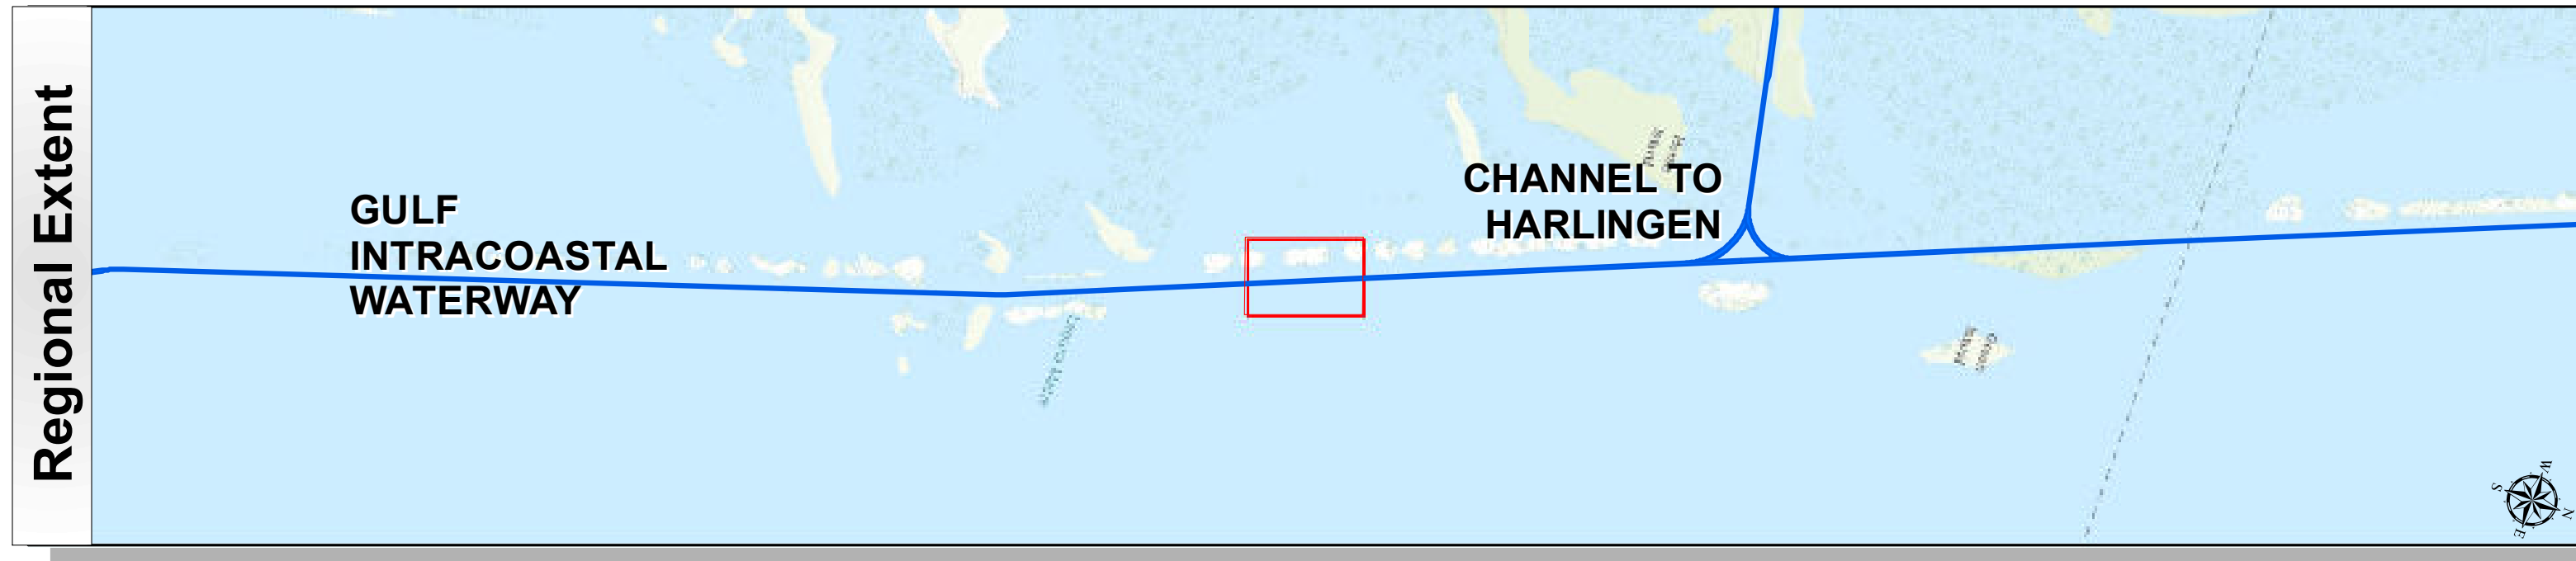 Regional Extent
GULF
INTRACOASTAL
WATERWAY
CHANNEL TO
HARLINGEN
W
S
N
E